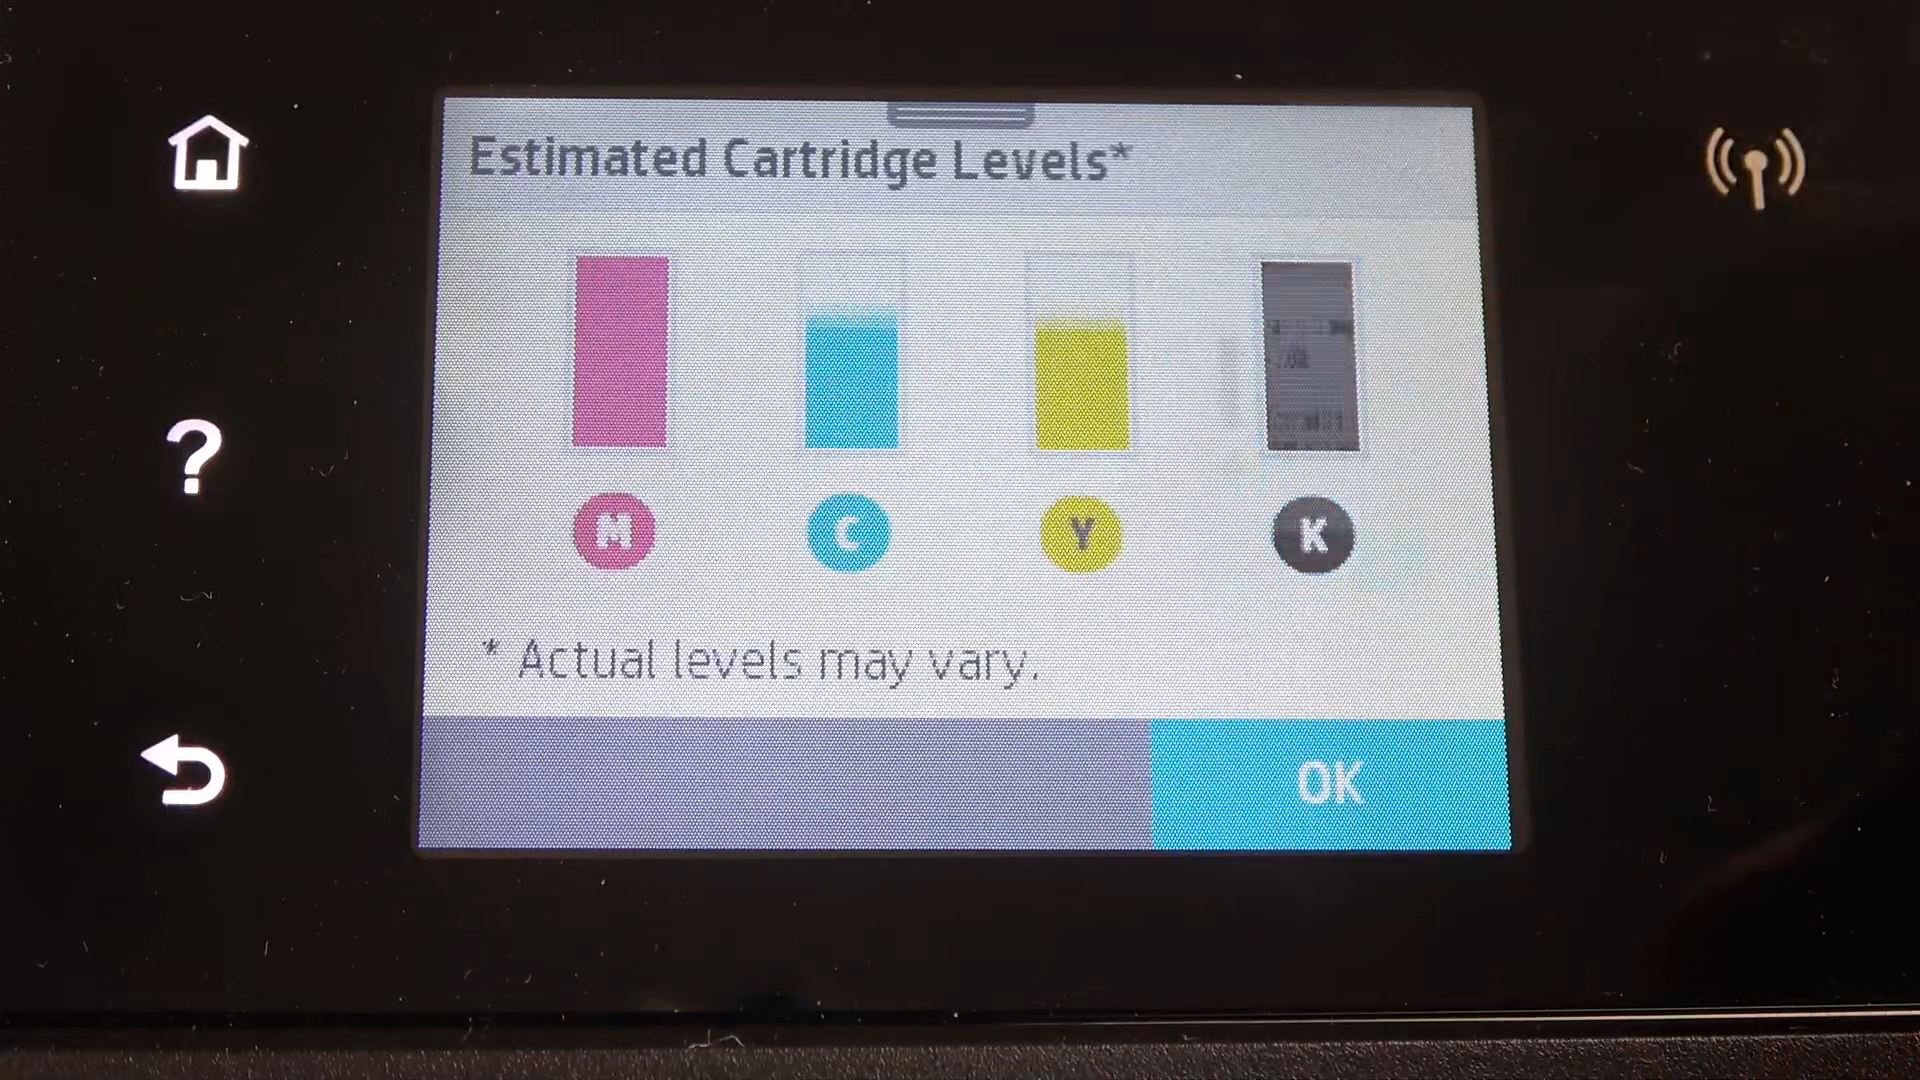 Estimated Cartridge Levels*
M C Y K
* Actual levels may vary.
OK
?